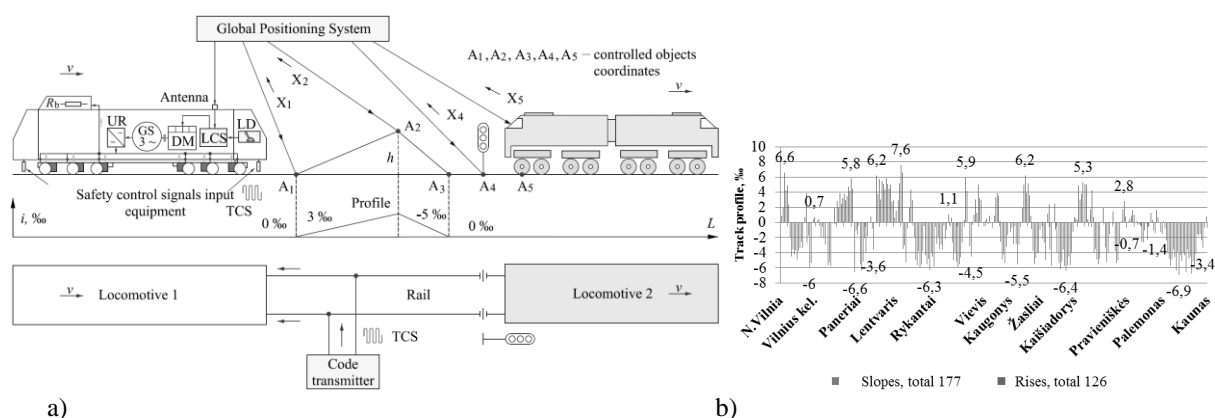 Global Positioning System
A₁, A₂, A₃, A₄, A₅ – controlled objects
coordinates
v
Antenna
X₁
X₂
X₄
X₅
v
R_b
UR
GS
3 ~
DM
LCS
LD
A₂
h
Safety control signals input
equipment
TCS
A₁
A₃
A₄
A₅
i, ‰
0 ‰
3 ‰
Profile
-5 ‰
0 ‰
L
v
Locomotive 1
Rail
Locomotive 2
v
TCS
Code
transmitter
a)
Track profile, ‰
10
8
6
4
2
0
-2
-4
-6
-8
6,6
0,7
5,8
6,2
7,6
1,1
5,9
6,2
5,3
2,8
-6
-6,6
-3,6
-6,3
-4,5
-5,5
-6,4
-0,7
-1,4
-6,9
-3,4
N.Vilnia
Vilnius kel.
Paneriai
Lentvaris
Rykantai
Vievis
Kaugonys
Žasliai
Kaišiadorys
Pravieniškės
Palemonas
Kaunas
Slopes, total 177
Rises, total 126
b)